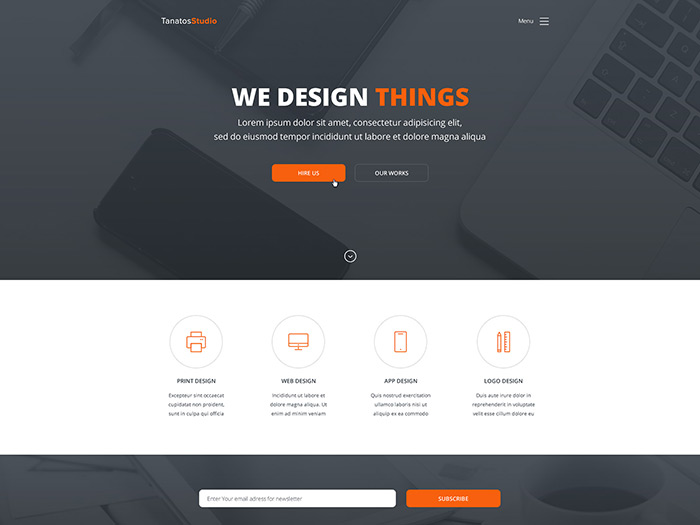 TanatosStudio
Menu
WE DESIGN THINGS
Lorem ipsum dolor sit amet, consectetur adipisicing elit,
sed do eiusmod tempor incididunt ut labore et dolore magna aliqua
HIRE US
OUR WORKS
PRINT DESIGN
Excepteur sint occaecat
cupidatat non proident,
sunt in culpa qui officia
WEB DESIGN
Incididunt ut labore et
dolore magna aliqua. Ut
enim ad minim veniam
APP DESIGN
Quis nostrud exercitation
ullamco laboris nisi ut
aliquip ex ea commodo
LOGO DESIGN
Duis aute irure dolor in
reprehenderit in voluptate
velit esse cillum dolore eu
Enter Your email adress for newsletter
SUBSCRIBE